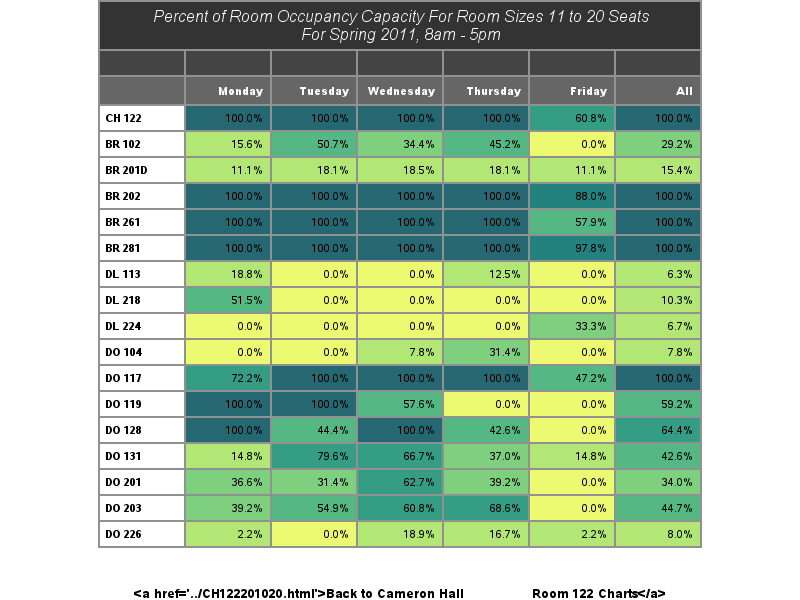 Percent of Room Occupancy Capacity For Room Sizes 11 to 20 Seats
For Spring 2011, 8am - 5pm
Monday Tuesday Wednesday Thursday Friday All
CH 122 100.0% 100.0% 100.0% 100.0% 60.8% 100.0%
BR 102 15.6% 50.7% 34.4% 45.2% 0.0% 29.2%
BR 201D 11.1% 18.1% 18.5% 18.1% 11.1% 15.4%
BR 202 100.0% 100.0% 100.0% 100.0% 88.0% 100.0%
BR 261 100.0% 100.0% 100.0% 100.0% 57.9% 100.0%
BR 281 100.0% 100.0% 100.0% 100.0% 97.8% 100.0%
DL 113 18.8% 0.0% 0.0% 12.5% 0.0% 6.3%
DL 218 51.5% 0.0% 0.0% 0.0% 0.0% 10.3%
DL 224 0.0% 0.0% 0.0% 0.0% 33.3% 6.7%
DO 104 0.0% 0.0% 7.8% 31.4% 0.0% 7.8%
DO 117 72.2% 100.0% 100.0% 100.0% 47.2% 100.0%
DO 119 100.0% 100.0% 57.6% 0.0% 0.0% 59.2%
DO 128 100.0% 44.4% 100.0% 42.6% 0.0% 64.4%
DO 131 14.8% 79.6% 66.7% 37.0% 14.8% 42.6%
DO 201 36.6% 31.4% 62.7% 39.2% 0.0% 34.0%
DO 203 39.2% 54.9% 60.8% 68.6% 0.0% 44.7%
DO 226 2.2% 0.0% 18.9% 16.7% 2.2% 8.0%
<a href='../CH122201020.html'>Back to Cameron Hall Room 122 Charts</a>